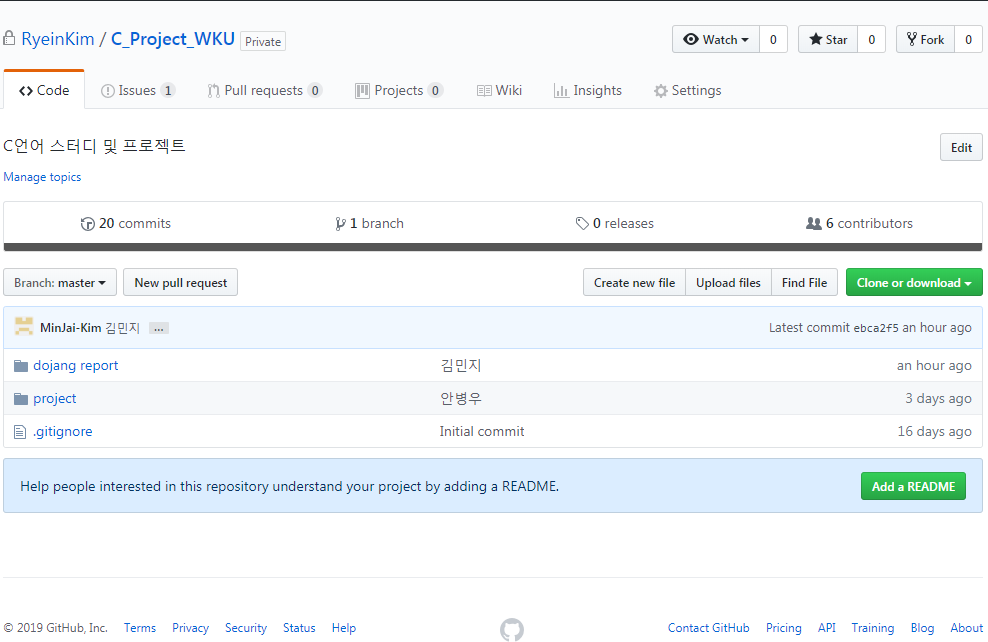 RyeinKim / C_Project_WKU Private Watch 0 Star 0 Fork 0
Code Issues 1 Pull requests 0 Projects 0 Wiki Insights Settings
C언어 스터디 및 프로젝트 Edit
Manage topics
20 commits 1 branch 0 releases 6 contributors
Branch: master New pull request Create new file Upload files Find File Clone or download
MinJai-Kim 김민지 ... Latest commit ebca2f5 an hour ago
dojang report 김민지 an hour ago
project 안병우 3 days ago
.gitignore Initial commit 16 days ago
Help people interested in this repository understand your project by adding a README. Add a README
© 2019 GitHub, Inc. Terms Privacy Security Status Help Contact GitHub Pricing API Training Blog About